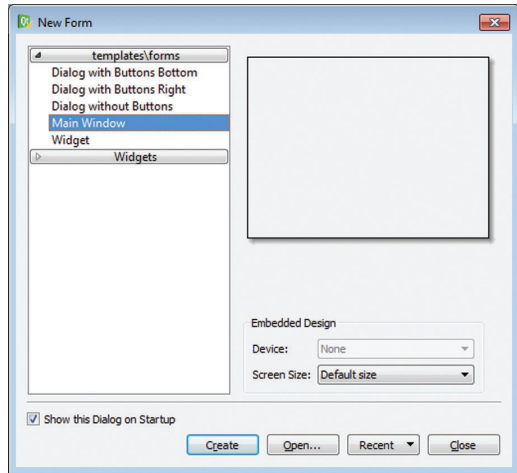 New Form
templates\forms
Dialog with Buttons Bottom
Dialog with Buttons Right
Dialog without Buttons
Main Window
Widget
Widgets
Embedded Design
Device: None
Screen Size: Default size
Show this Dialog on Startup
Create Open... Recent Close